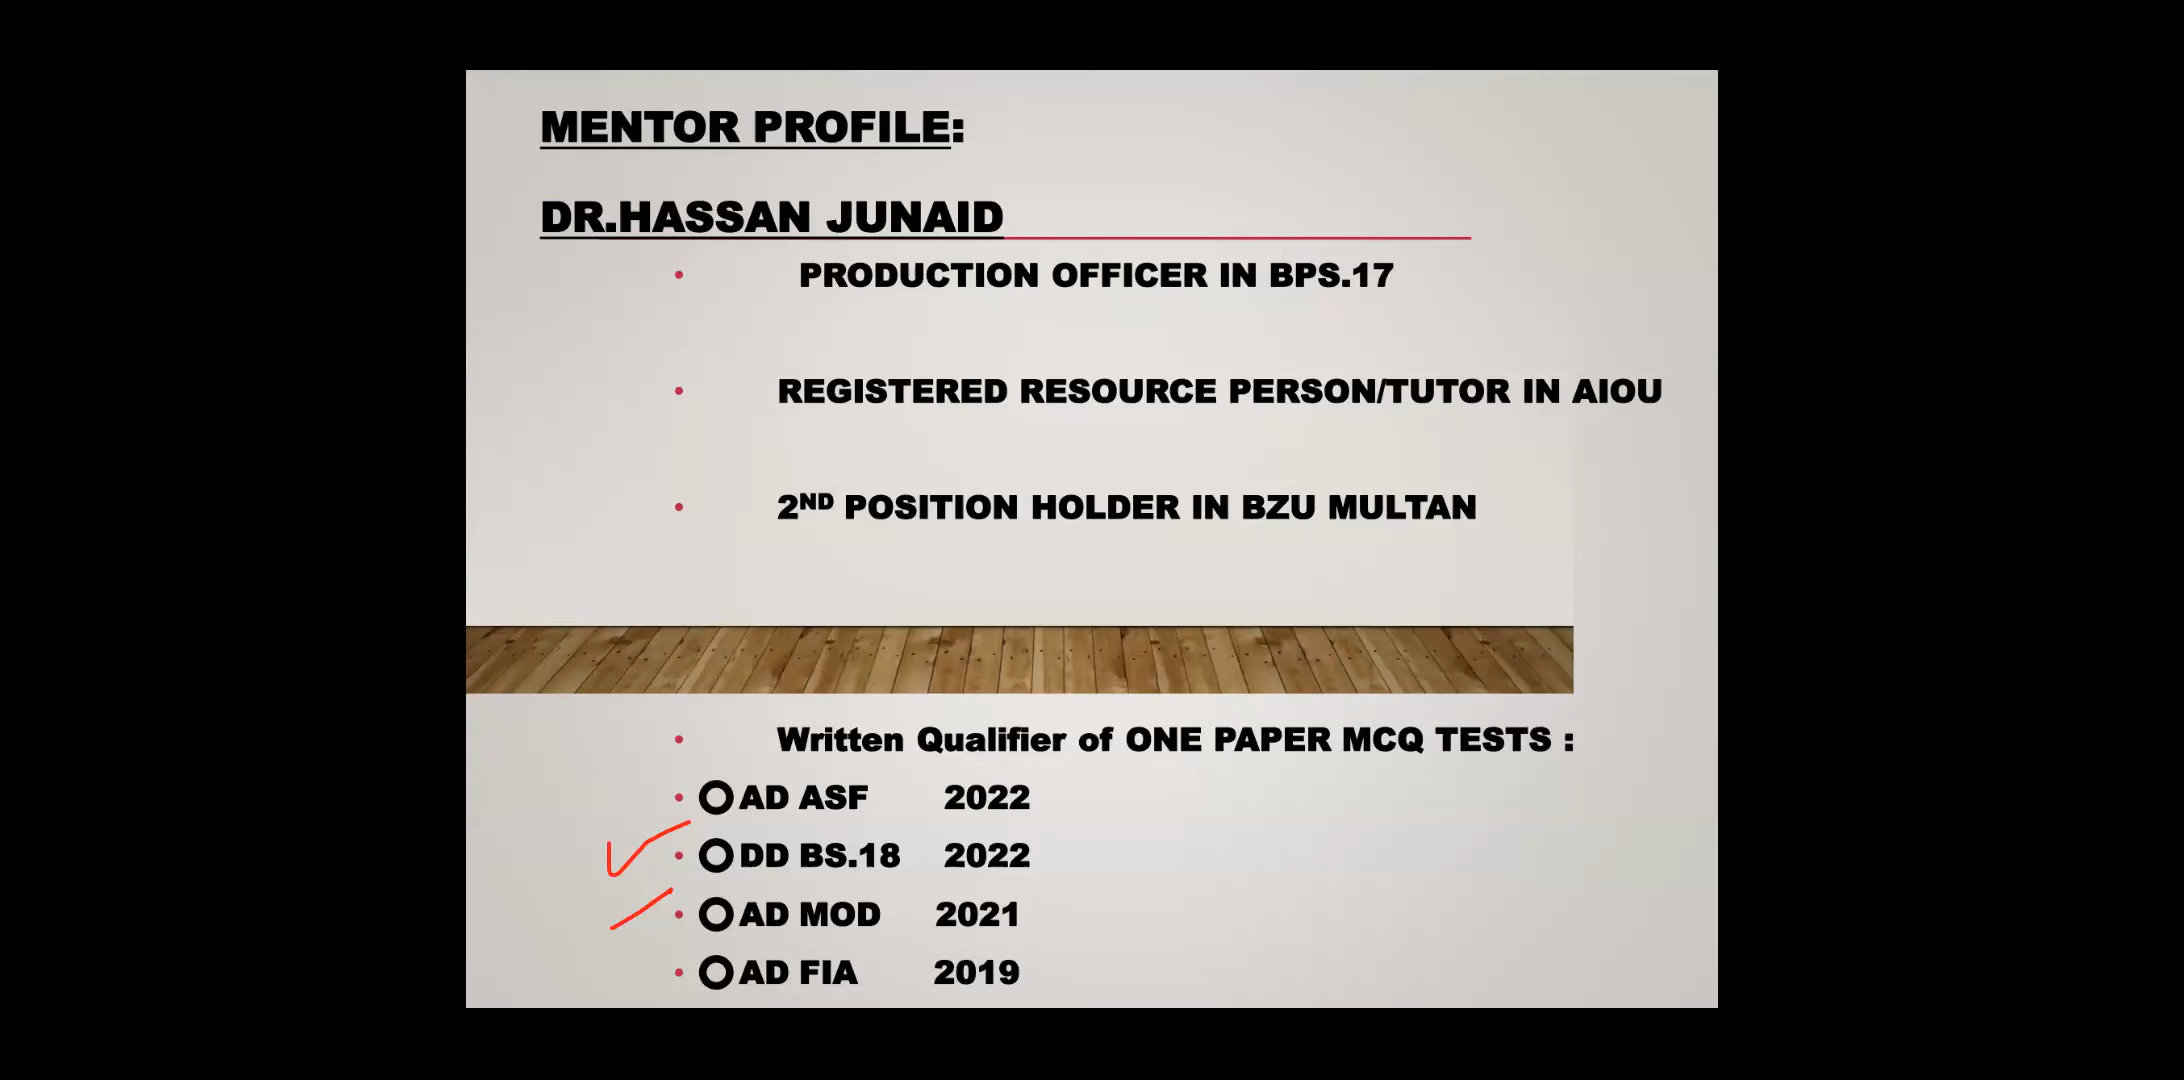 MENTOR PROFILE:
DR.HASSAN JUNAID
• PRODUCTION OFFICER IN BPS.17
• REGISTERED RESOURCE PERSON/TUTOR IN AIOU
• 2ND POSITION HOLDER IN BZU MULTAN
• Written Qualifier of ONE PAPER MCQ TESTS :
• AD ASF 2022
• DD BS.18 2022
• AD MOD 2021
• AD FIA 2019